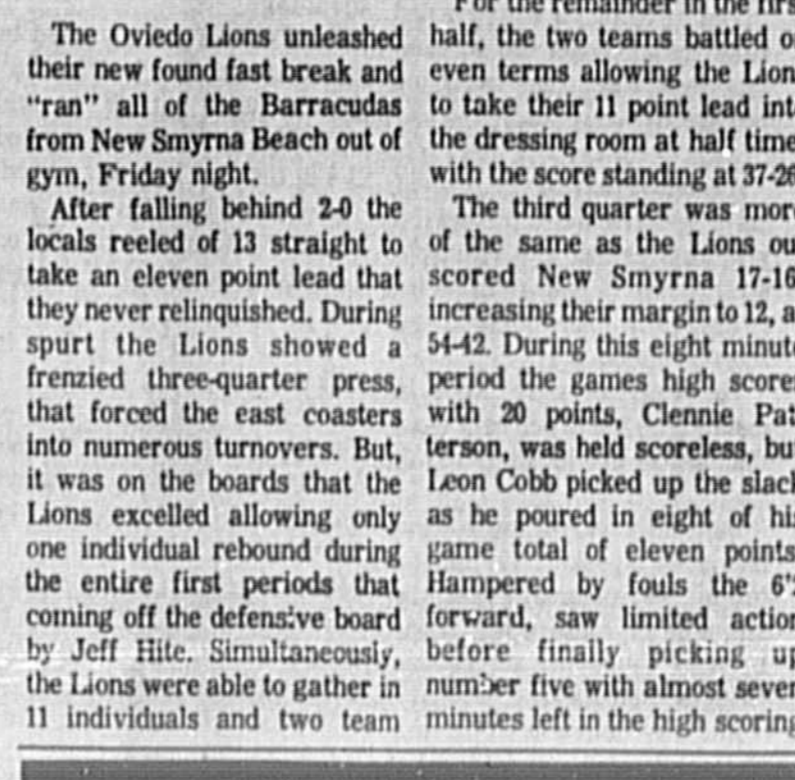 The Oviedo Lions unleashed
their new found fast break and
"ran" all of the Barracudas
from New Smyrna Beach out of
gym, Friday night.
After falling behind 2-0 the
locals reeled of 13 straight to
take an eleven point lead that
they never relinquished. During
spurt the Lions showed a
frenzied three-quarter press,
that forced the east coasters
into numerous turnovers. But,
it was on the boards that the
Lions excelled allowing only
one individual rebound during
the entire first periods that
coming off the defensive board
by Jeff Hite. Simultaneously,
the Lions were able to gather in
11 individuals and two team
For the remainder in the firs
half, the two teams battled o
even terms allowing the Lion
to take their 11 point lead int
the dressing room at half time
with the score standing at 37-26
The third quarter was mor
of the same as the Lions ou
scored New Smyrna 17-16
increasing their margin to 12, a
54-42. During this eight minut
period the games high score
with 20 points, Clennie Pat
terson, was held scoreless, bu
Leon Cobb picked up the slac
as he poured in eight of hi
game total of eleven points
Hampered by fouls the 6'2
forward, saw limited action
before finally picking up
number five with almost seven
minutes left in the high scoring